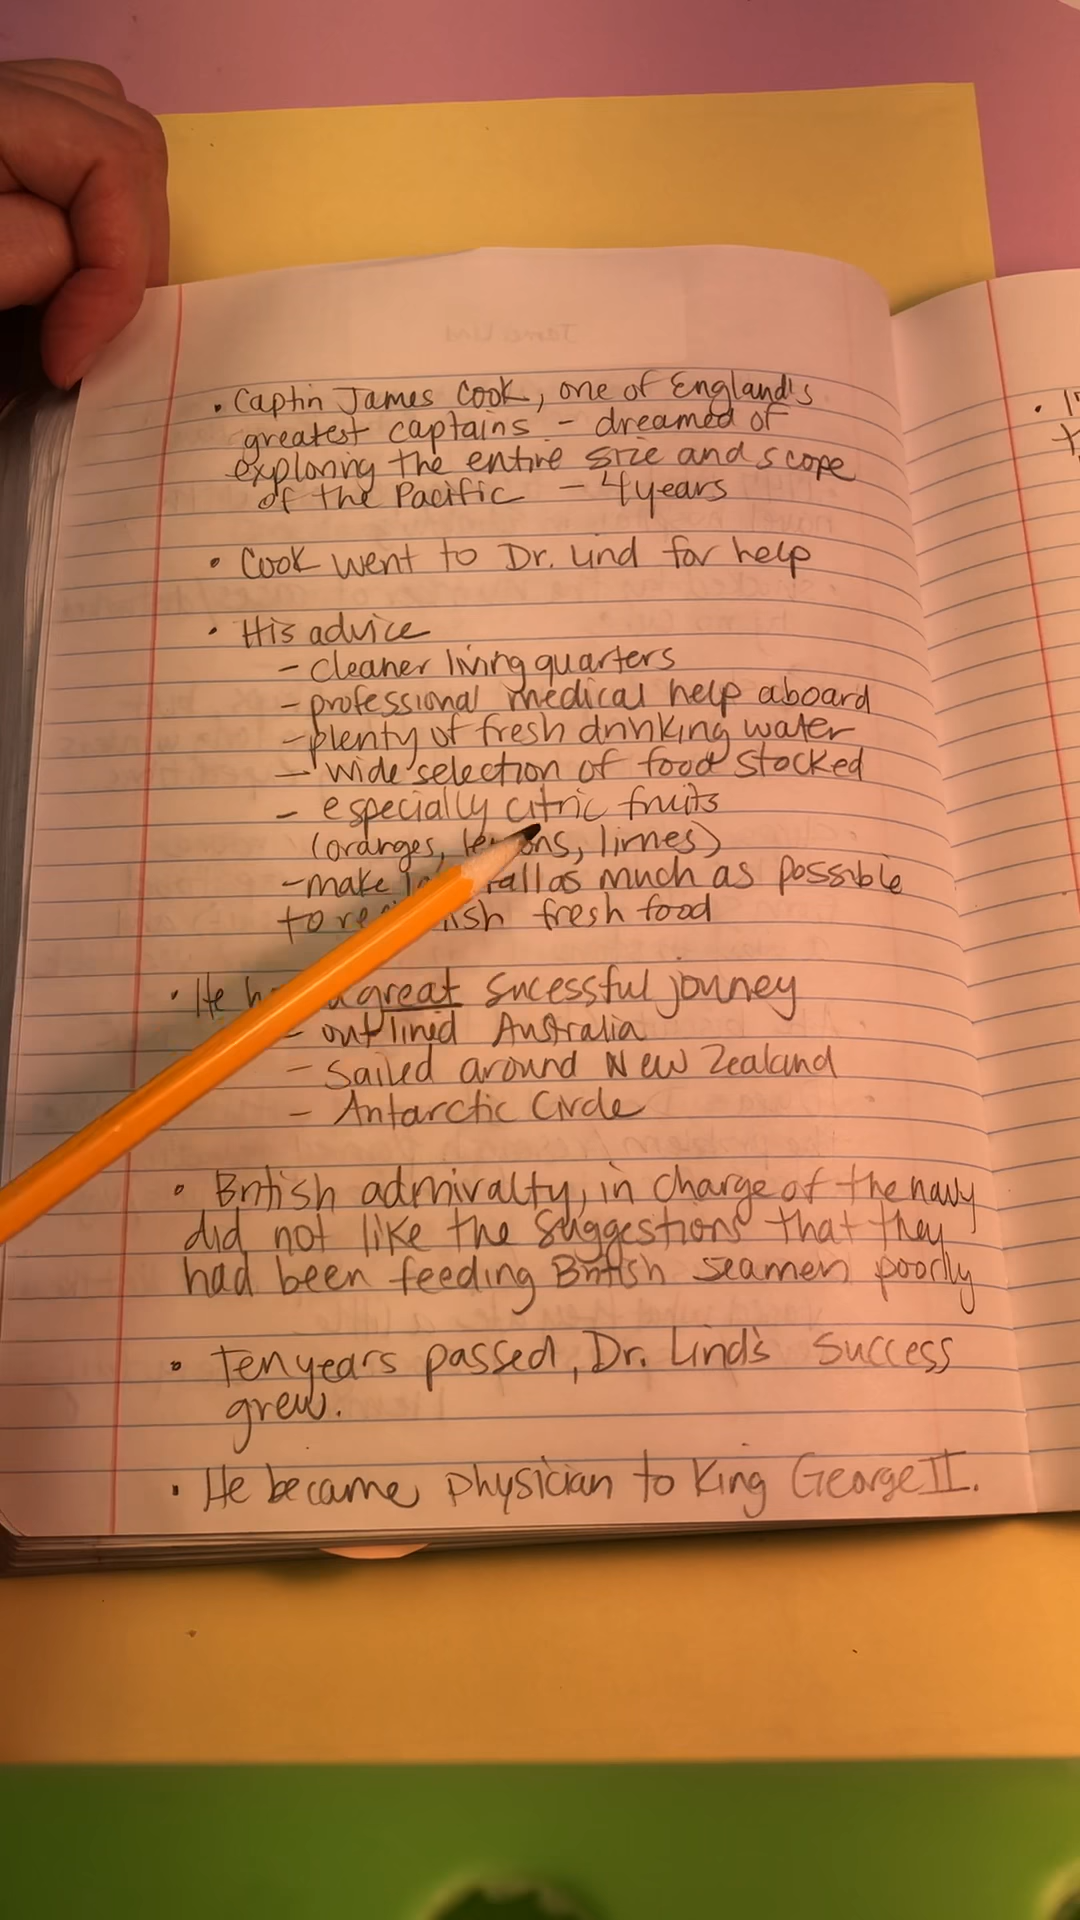 • Captin James Cook, one of England's
greatest captains - dreamed of
exploring the entire size and scope
of the Pacific - 4 years
• Cook went to Dr. Lind for help
• His advice
- cleaner living quarters
- professional medical help aboard
- plenty of fresh drinking water
- wide selection of food stocked
- especially citric fruits
(oranges, lemons, limes)
- make as much as possible
to fresh food
• He a great sucessful jouney
- outlined Australia
- Sailed around New Zealand
- Antarctic Circle
• British admivalty, in charge of the navy
did not like the suggestions that they
had been feeding British seamen poorly
• Ten years passed, Dr. Lind's success
grew.
• He became physician to King George II.